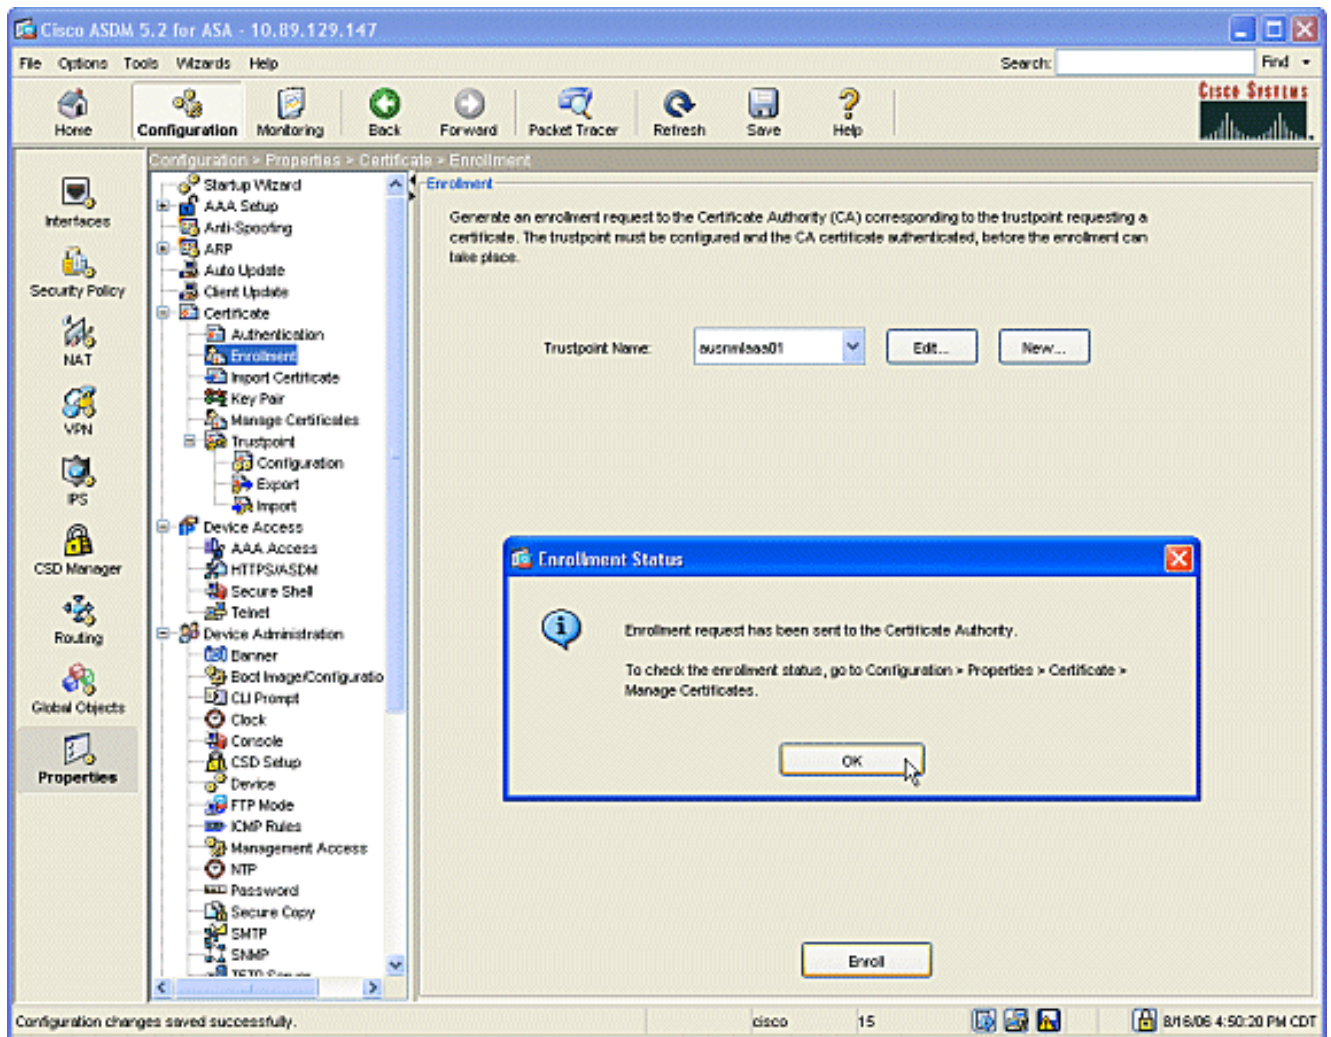 Cisco ASDM 5.2 for ASA - 10.89.129.147
File Options Tools Wizards Help
Search:
Find
Home
Configuration
Monitoring
Back
Forward
Packet Tracer
Refresh
Save
Help
CISCO SYSTEMS
Configuration > Properties > Certificate > Enrollment
Interfaces
Security Policy
NAT
VPN
IPS
CSD Manager
Routing
Global Objects
Properties
Startup Wizard
AAA Setup
Anti-Spoofing
ARP
Auto Update
Client Update
Certificate
Authentication
Enrollment
Import Certificate
Key Pair
Manage Certificates
Trustpoint
Configuration
Export
Import
Device Access
AAA Access
HTTPS/ASDM
Secure Shell
Telnet
Device Administration
Banner
Boot Image/Configuratio
CLI Prompt
Clock
Console
CSD Setup
Device
FTP Mode
ICMP Rules
Management Access
NTP
Password
Secure Copy
SMTP
SNMP
TFTP Server
Enrollment
Generate an enrollment request to the Certificate Authority (CA) corresponding to the trustpoint requesting a
certificate. The trustpoint must be configured and the CA certificate authenticated, before the enrollment can
take place.
Trustpoint Name:
ausnmlaaa01
Edit...
New...
Enrollment Status
Enrollment request has been sent to the Certificate Authority.
To check the enrollment status, go to Configuration > Properties > Certificate >
Manage Certificates.
OK
Enroll
Configuration changes saved successfully.
cisco
15
8/16/06 4:50:20 PM CDT